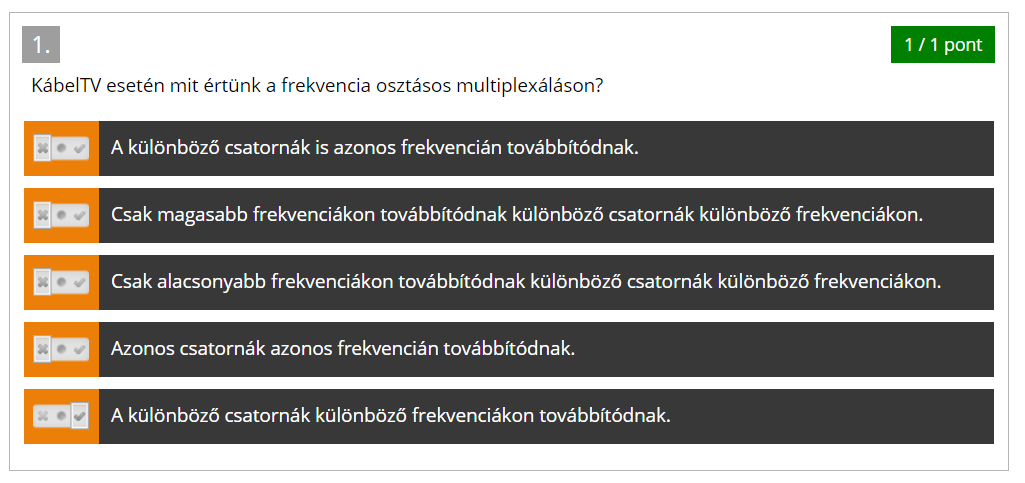 1.
1 / 1 pont
KábelTV esetén mit értünk a frekvencia osztásos multiplexáláson?
A különböző csatornák is azonos frekvencián továbbítódnak.
Csak magasabb frekvenciákon továbbítódnak különböző csatornák különböző frekvenciákon.
Csak alacsonyabb frekvenciákon továbbítódnak különböző csatornák különböző frekvenciákon.
Azonos csatornák azonos frekvencián továbbítódnak.
A különböző csatornák különböző frekvenciákon továbbítódnak.